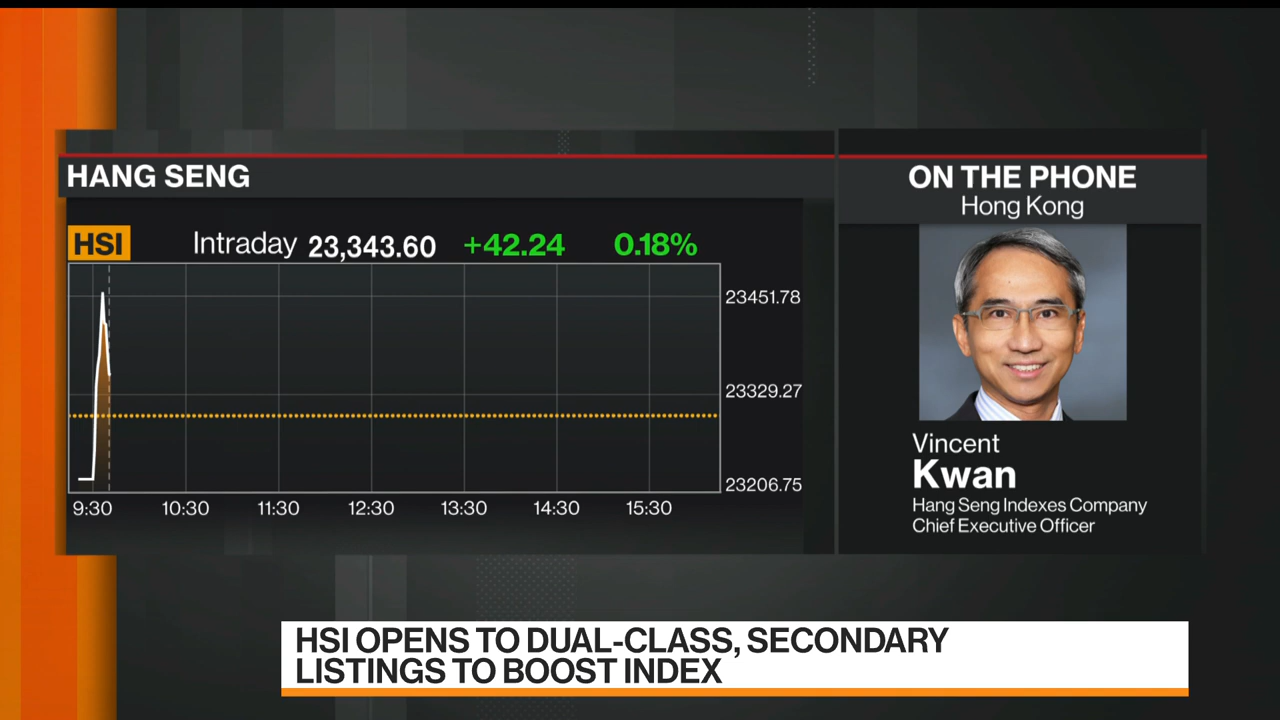 HANG SENG
HSI Intraday 23,343.60 +42.24 0.18%
23451.78
23329.27
23206.75
9:30 10:30 11:30 12:30 13:30 14:30 15:30
ON THE PHONE
Hong Kong
Vincent
Kwan
Hang Seng Indexes Company
Chief Executive Officer
HSI OPENS TO DUAL-CLASS, SECONDARY
LISTINGS TO BOOST INDEX